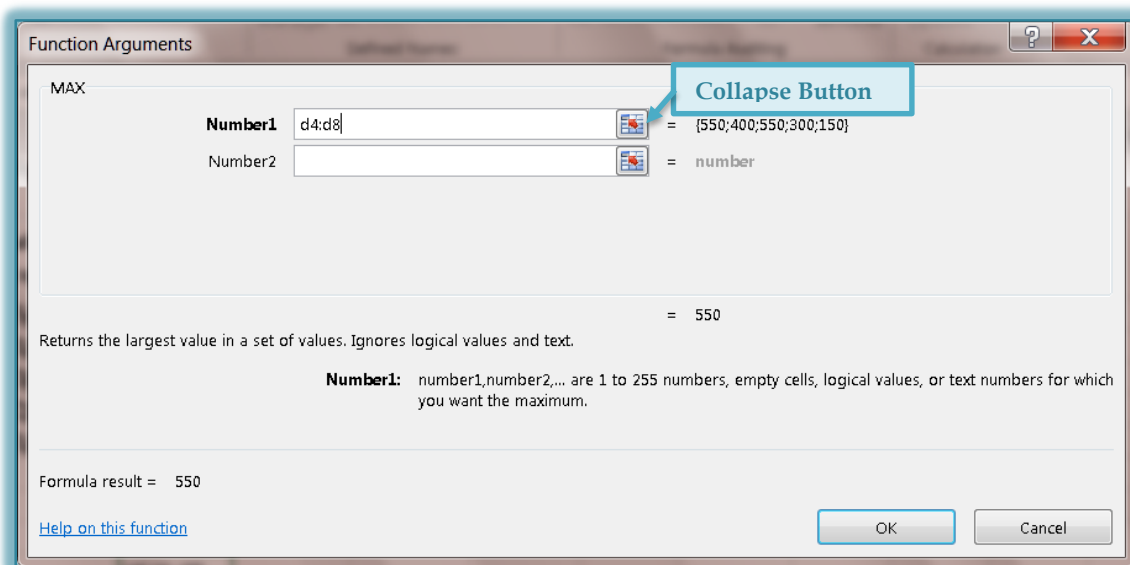 Function Arguments
MAX
Collapse Button
Number1 d4:d8 = {550;400;550;300;150}
Number2 = number
= 550
Returns the largest value in a set of values. Ignores logical values and text.
Number1: number1,number2,... are 1 to 255 numbers, empty cells, logical values, or text numbers for which
you want the maximum.
Formula result = 550
Help on this function
OK Cancel